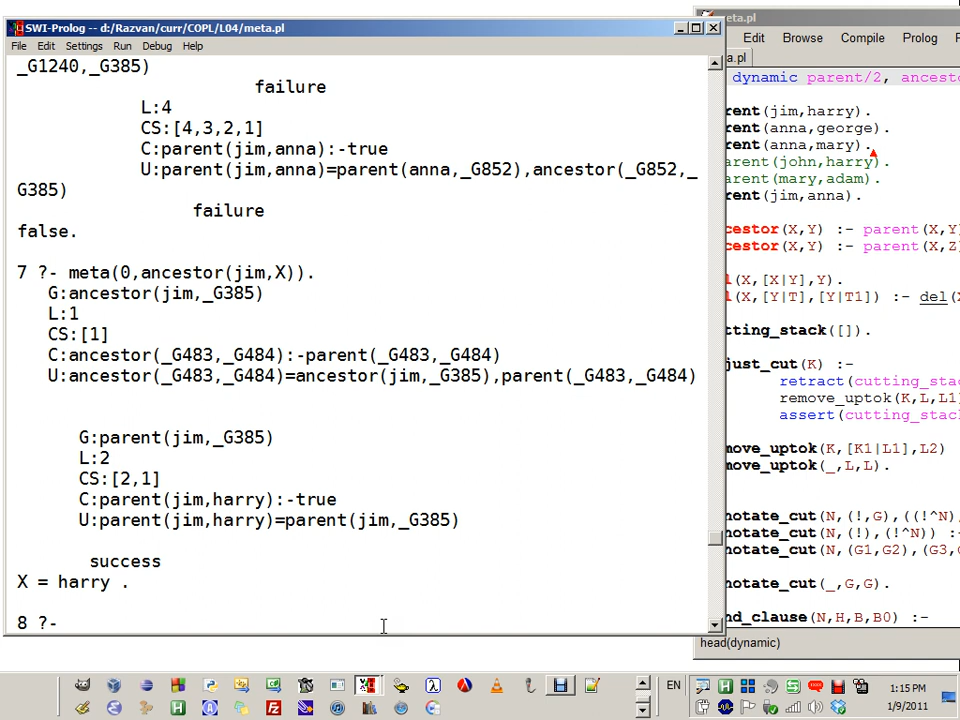 SWI-Prolog -- d:/Razvan/curr/COPL/L04/meta.pl
File Edit Settings Run Debug Help
_G1240,_G385)
failure
L:4
CS:[4,3,2,1]
C:parent(jim,anna):-true
U:parent(jim,anna)=parent(anna,_G852),ancestor(_G852,_
G385)
failure
false.
7 ?- meta(0,ancestor(jim,X)).
G:ancestor(jim,_G385)
L:1
CS:[1]
C:ancestor(_G483,_G484):-parent(_G483,_G484)
U:ancestor(_G483,_G484)=ancestor(jim,_G385),parent(_G483,_G484)
G:parent(jim,_G385)
L:2
CS:[2,1]
C:parent(jim,harry):-true
U:parent(jim,harry)=parent(jim,_G385)
success
X = harry .
8 ?-
eta.pl
Edit Browse Compile Prolog P
a.pl
dynamic parent/2, ancest
rent(jim,harry).
rent(anna,george).
rent(anna,mary).
arent(john,harry).
arent(mary,adam).
rent(jim,anna).
cestor(X,Y) :- parent(X,Y
cestor(X,Y) :- parent(X,Z
l(X,[X|Y],Y).
l(X,[Y|T],[Y|T1]) :- del(X
tting_stack([]).
just_cut(K) :-
retract(cutting_sta
remove_uptok(K,L,L1
assert(cutting_stac
move_uptok(K,[K1|L1],L2)
move_uptok(_,L,L).
notate_cut(N,(!,G),((!^N)
notate_cut(N,(!),(!^N)) :-
notate_cut(N,(G1,G2),(G3,G
notate_cut(_,G,G).
nd_clause(N,H,B,B0) :-
head(dynamic)
EN
1:15 PM
1/9/2011